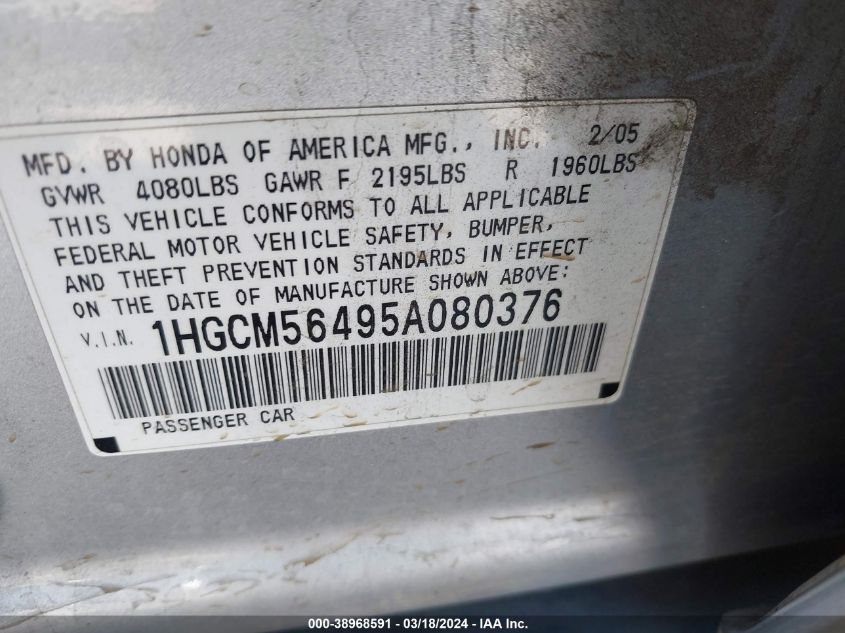 MFD. BY HONDA OF AMERICA MFG., INC. 2/05
GVWR 4080LBS GAWR F 2195LBS R 1960LBS
THIS VEHICLE CONFORMS TO ALL APPLICABLE
FEDERAL MOTOR VEHICLE SAFETY, BUMPER,
AND THEFT PREVENTION STANDARDS IN EFFECT
ON THE DATE OF MANUFACTURE SHOWN ABOVE:
V.I.N. 1HGCM56495A080376
PASSENGER CAR
000-38968591 / 03/18/2024 / IAA Inc.